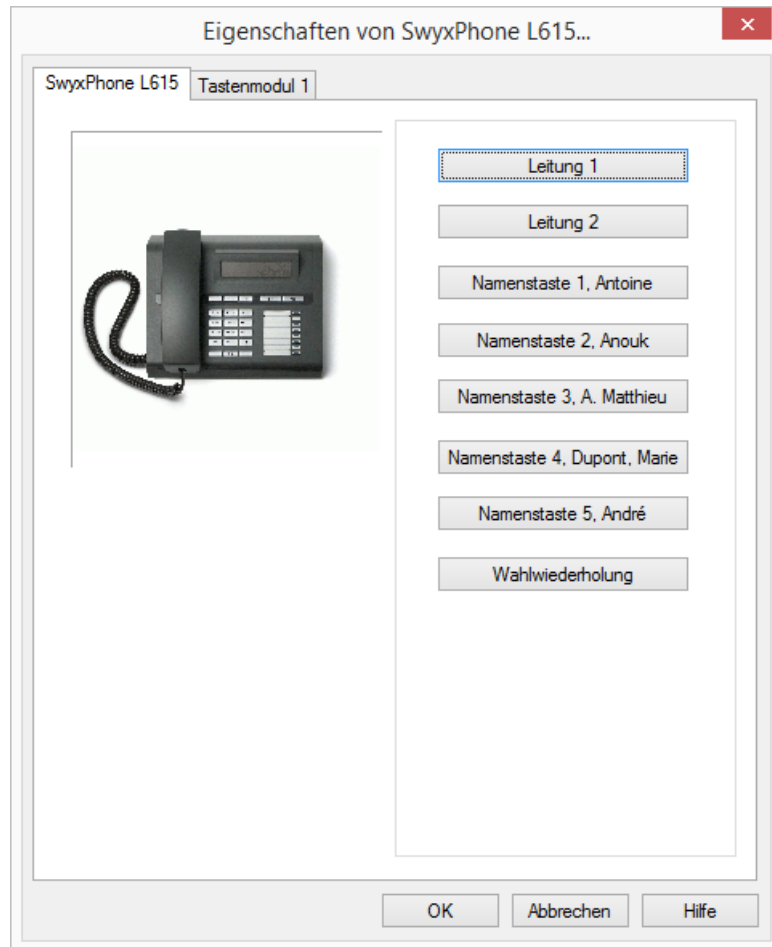 Eigenschaften von SwyxPhone L615...
SwyxPhone L615
Tastenmodul 1
Leitung 1
Leitung 2
Namenstaste 1, Antoine
Namenstaste 2, Anouk
Namenstaste 3, A. Matthieu
Namenstaste 4, Dupont, Marie
Namenstaste 5, André
Wahlwiederholung
OK
Abbrechen
Hilfe